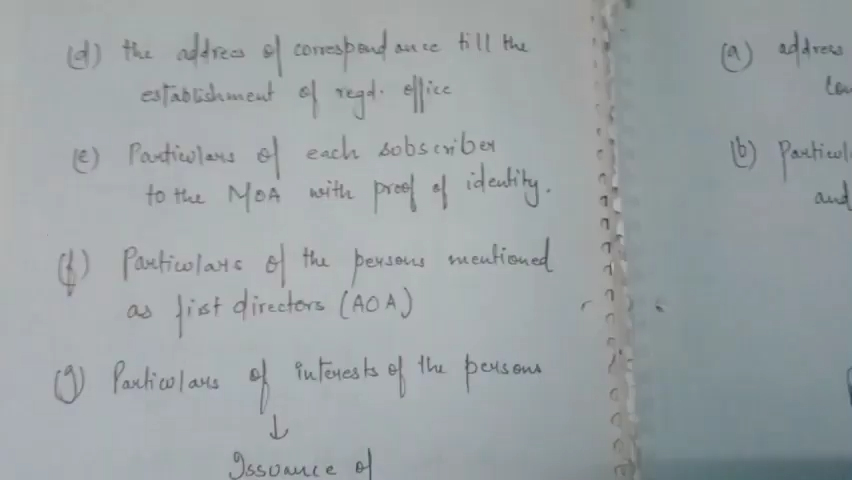 (d) the address of correspondance till the
establishment of regd. office
(e) Particulars of each subscriber
to the MOA with proof of identity.
(f) Particulars of the persons mentioned
as first directors (AOA)
(g) Particulars of interests of the persons
↓
Issuance of
(a) address
(b)
and